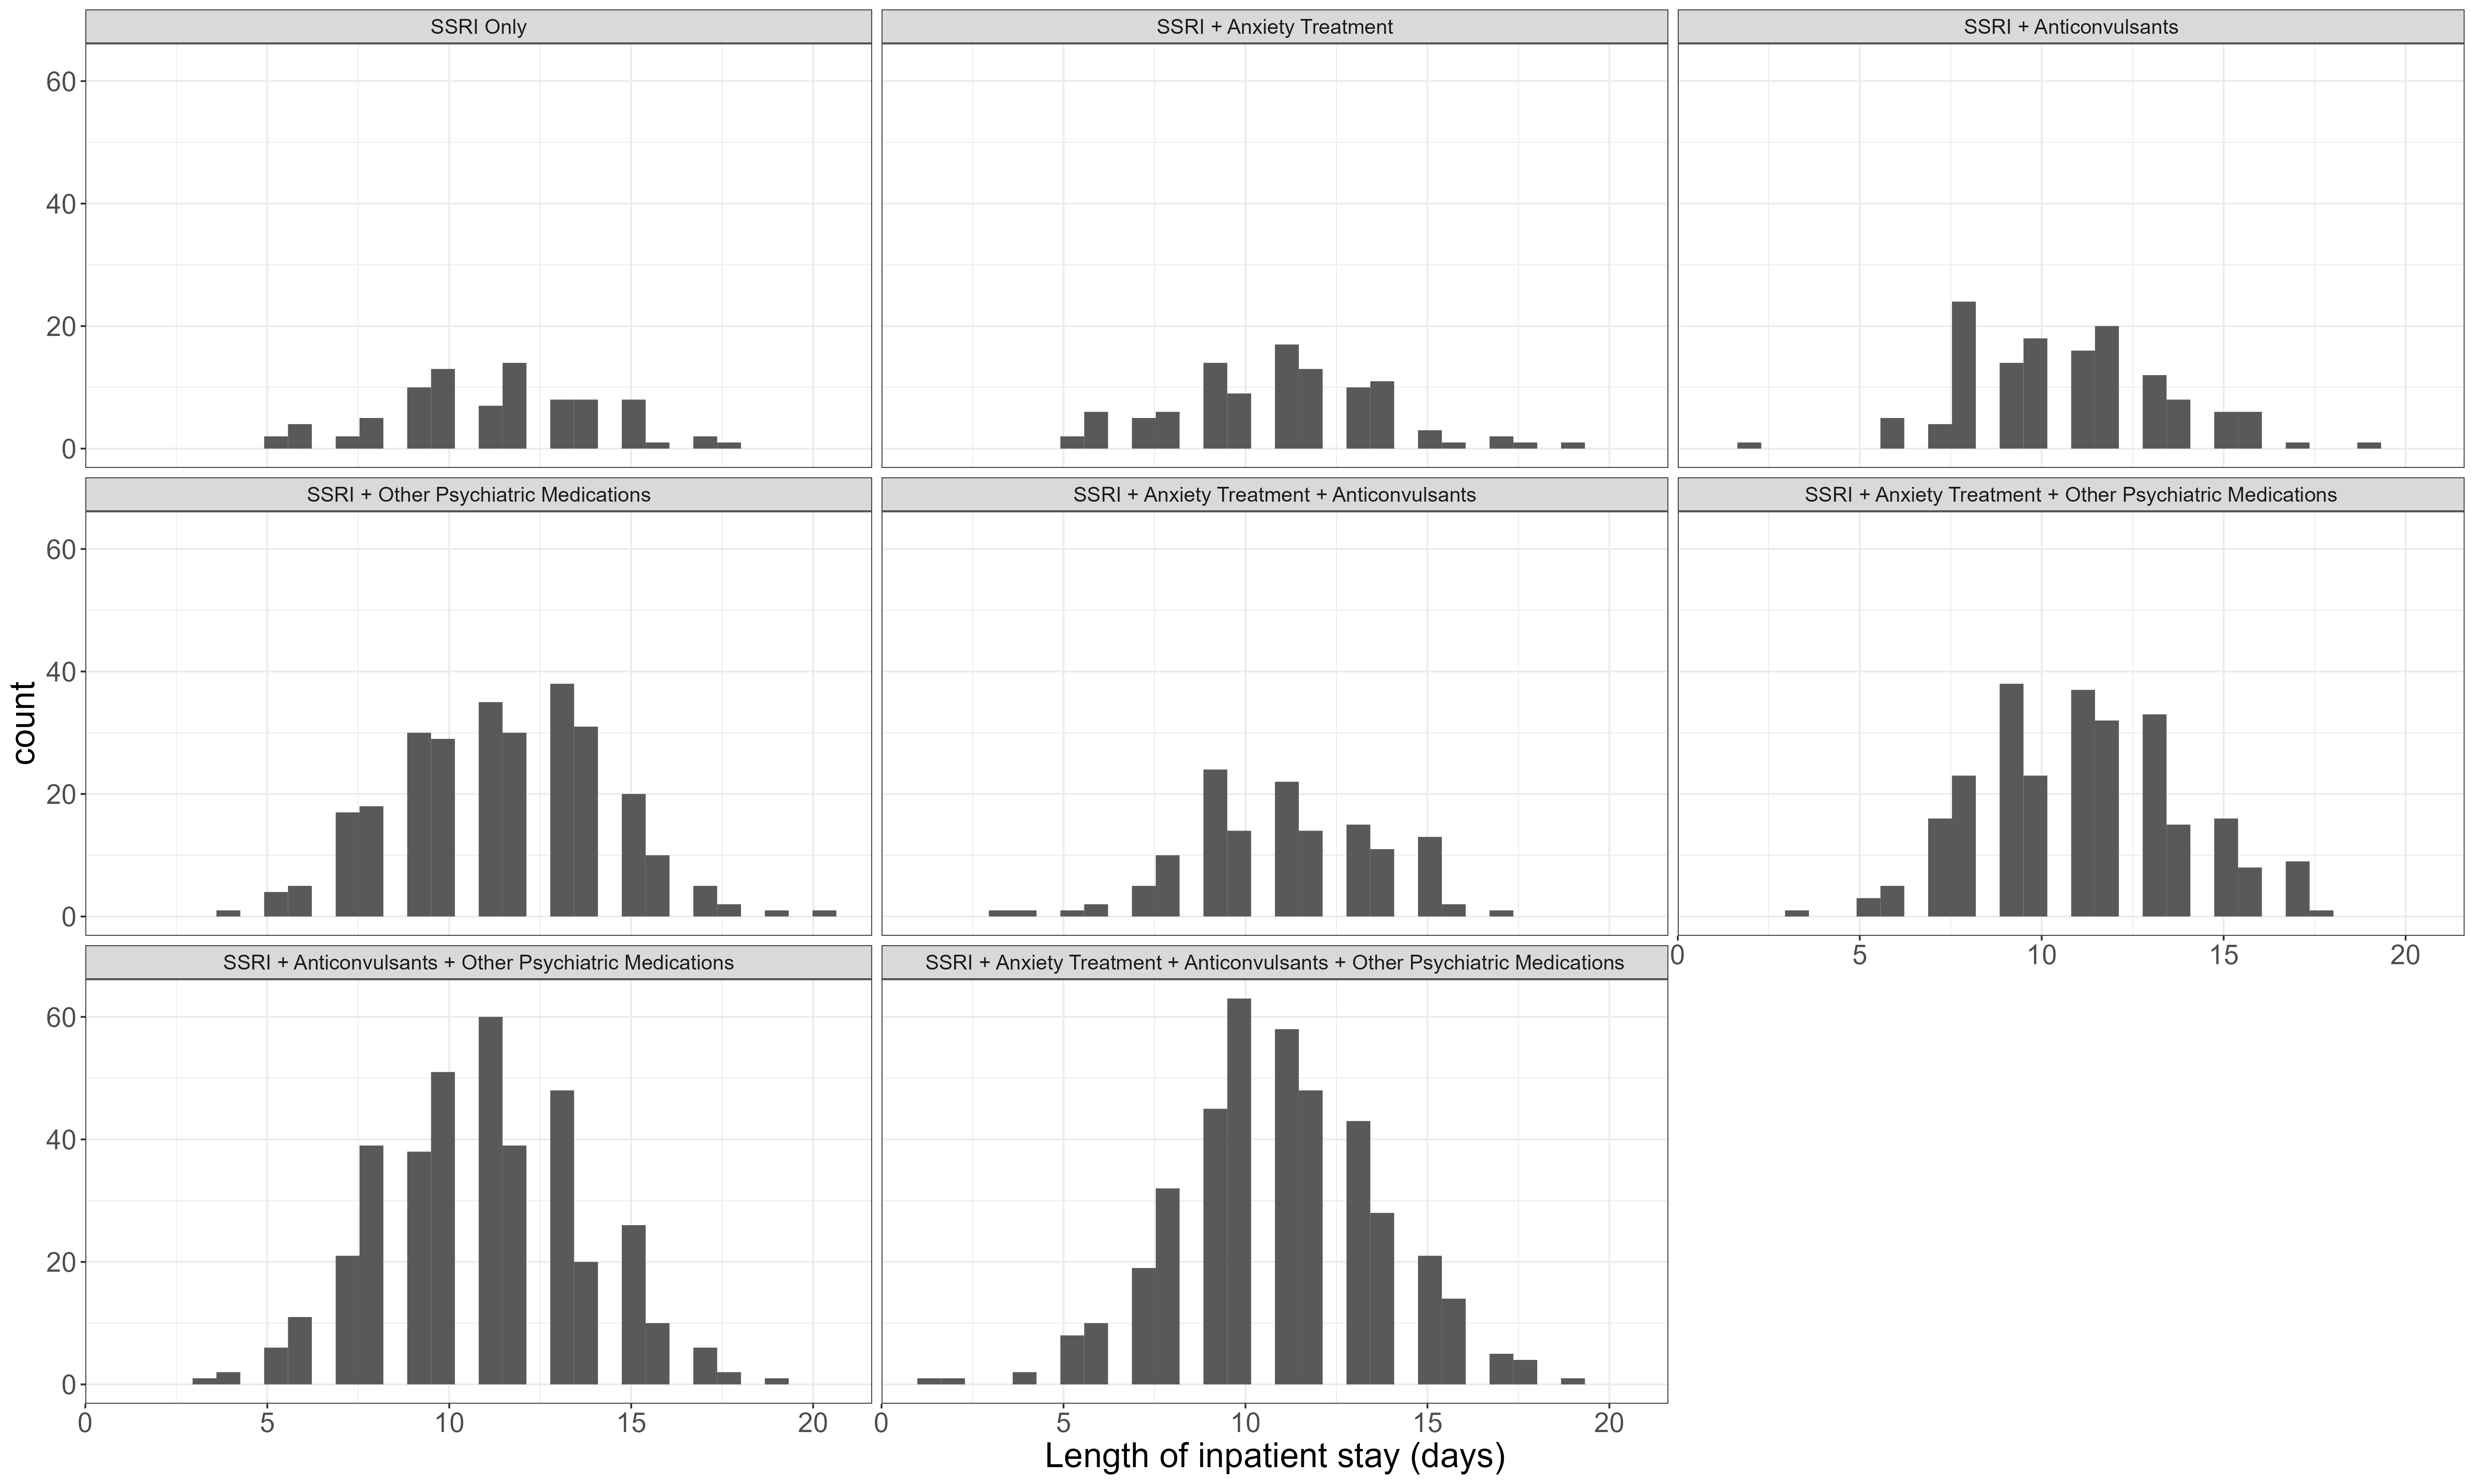 SSRI Only
SSRI + Anxiety Treatment
SSRI + Anticonvulsants
60
40
20
0
SSRI + Other Psychiatric Medications
SSRI + Anxiety Treatment + Anticonvulsants
SSRI + Anxiety Treatment + Other Psychiatric Medications
60
40
20
0
count
0 5 10 15 20
SSRI + Anticonvulsants + Other Psychiatric Medications
SSRI + Anxiety Treatment + Anticonvulsants + Other Psychiatric Medications
60
40
20
0
0 5 10 15 20
0 5 10 15 20
Length of inpatient stay (days)